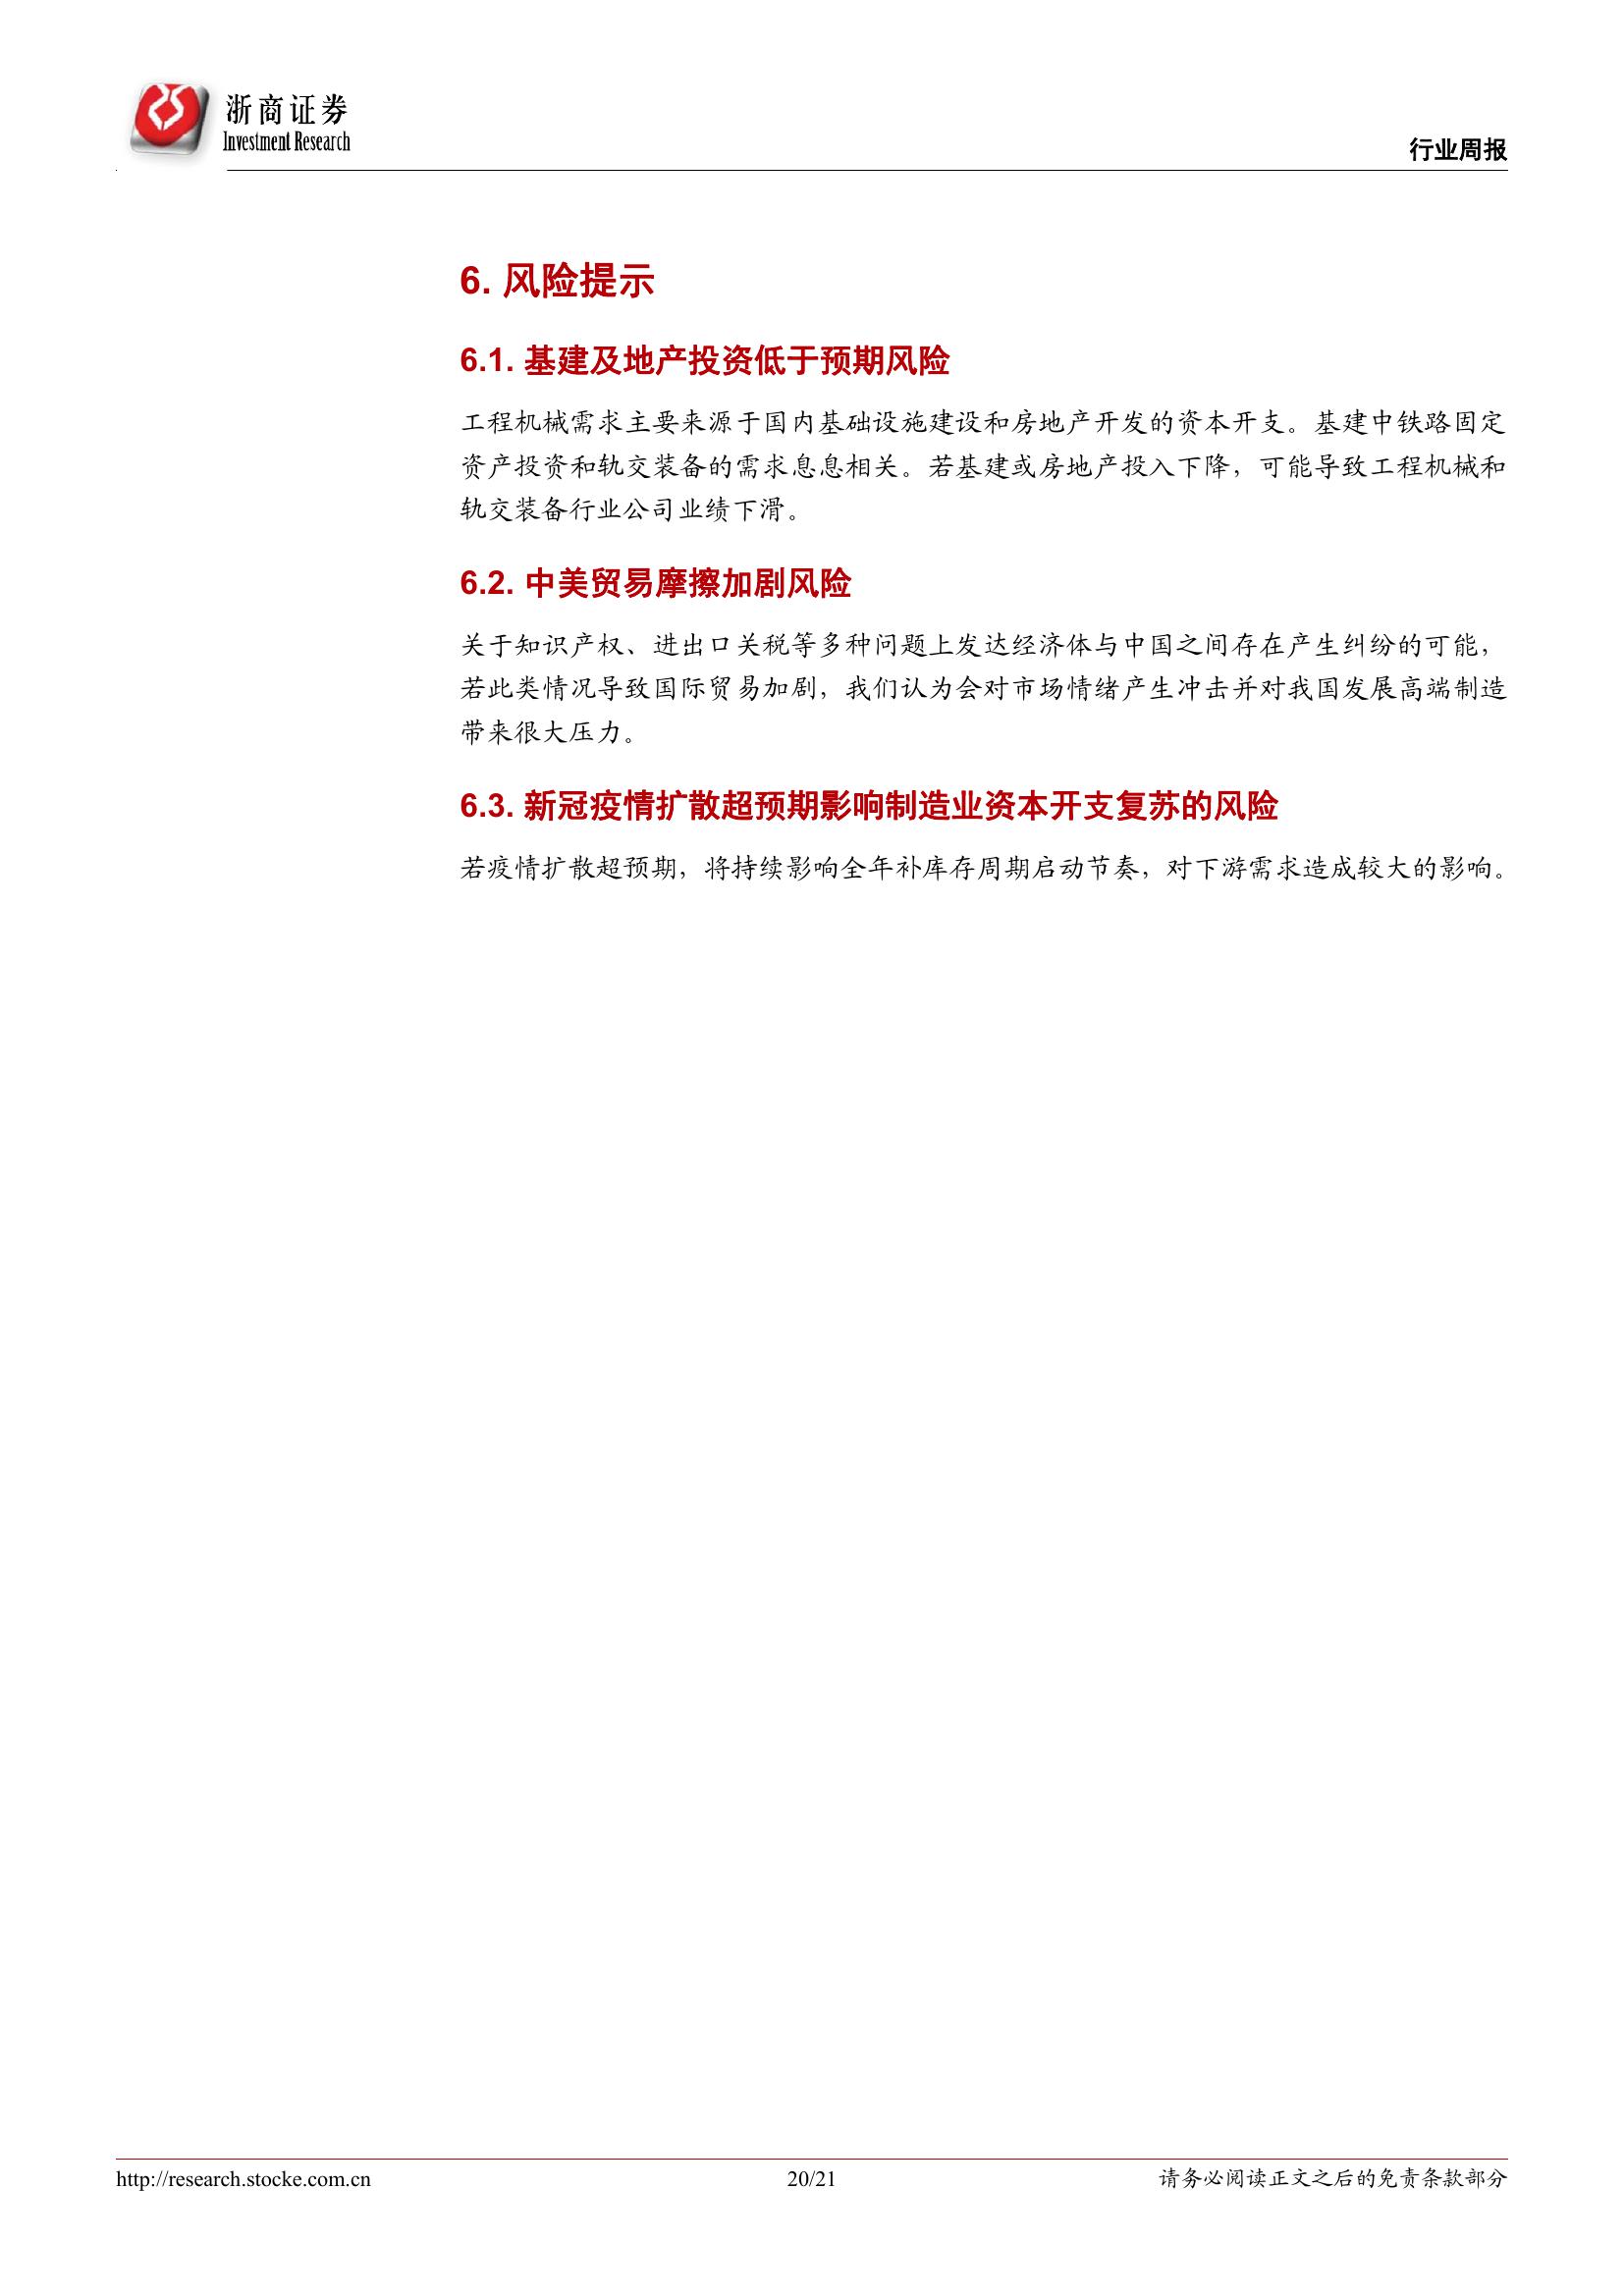 浙商证券
Investment Research
行业周报
6. 风险提示
6.1. 基建及地产投资低于预期风险
工程机械需求主要来源于国内基础设施建设和房地产开发的资本开支。基建中铁路固定
资产投资和轨交装备的需求息息相关。若基建或房地产投入下降，可能导致工程机械和
轨交装备行业公司业绩下滑。
6.2. 中美贸易摩擦加剧风险
关于知识产权、进出口关税等多种问题上发达经济体与中国之间存在产生纠纷的可能，
若此类情况导致国际贸易加剧，我们认为会对市场情绪产生冲击并对我国发展高端制造
带来很大压力。
6.3. 新冠疫情扩散超预期影响制造业资本开支复苏的风险
若疫情扩散超预期，将持续影响全年补库存周期启动节奏，对下游需求造成较大的影响。
http://research.stocke.com.cn
20/21
请务必阅读正文之后的免责条款部分